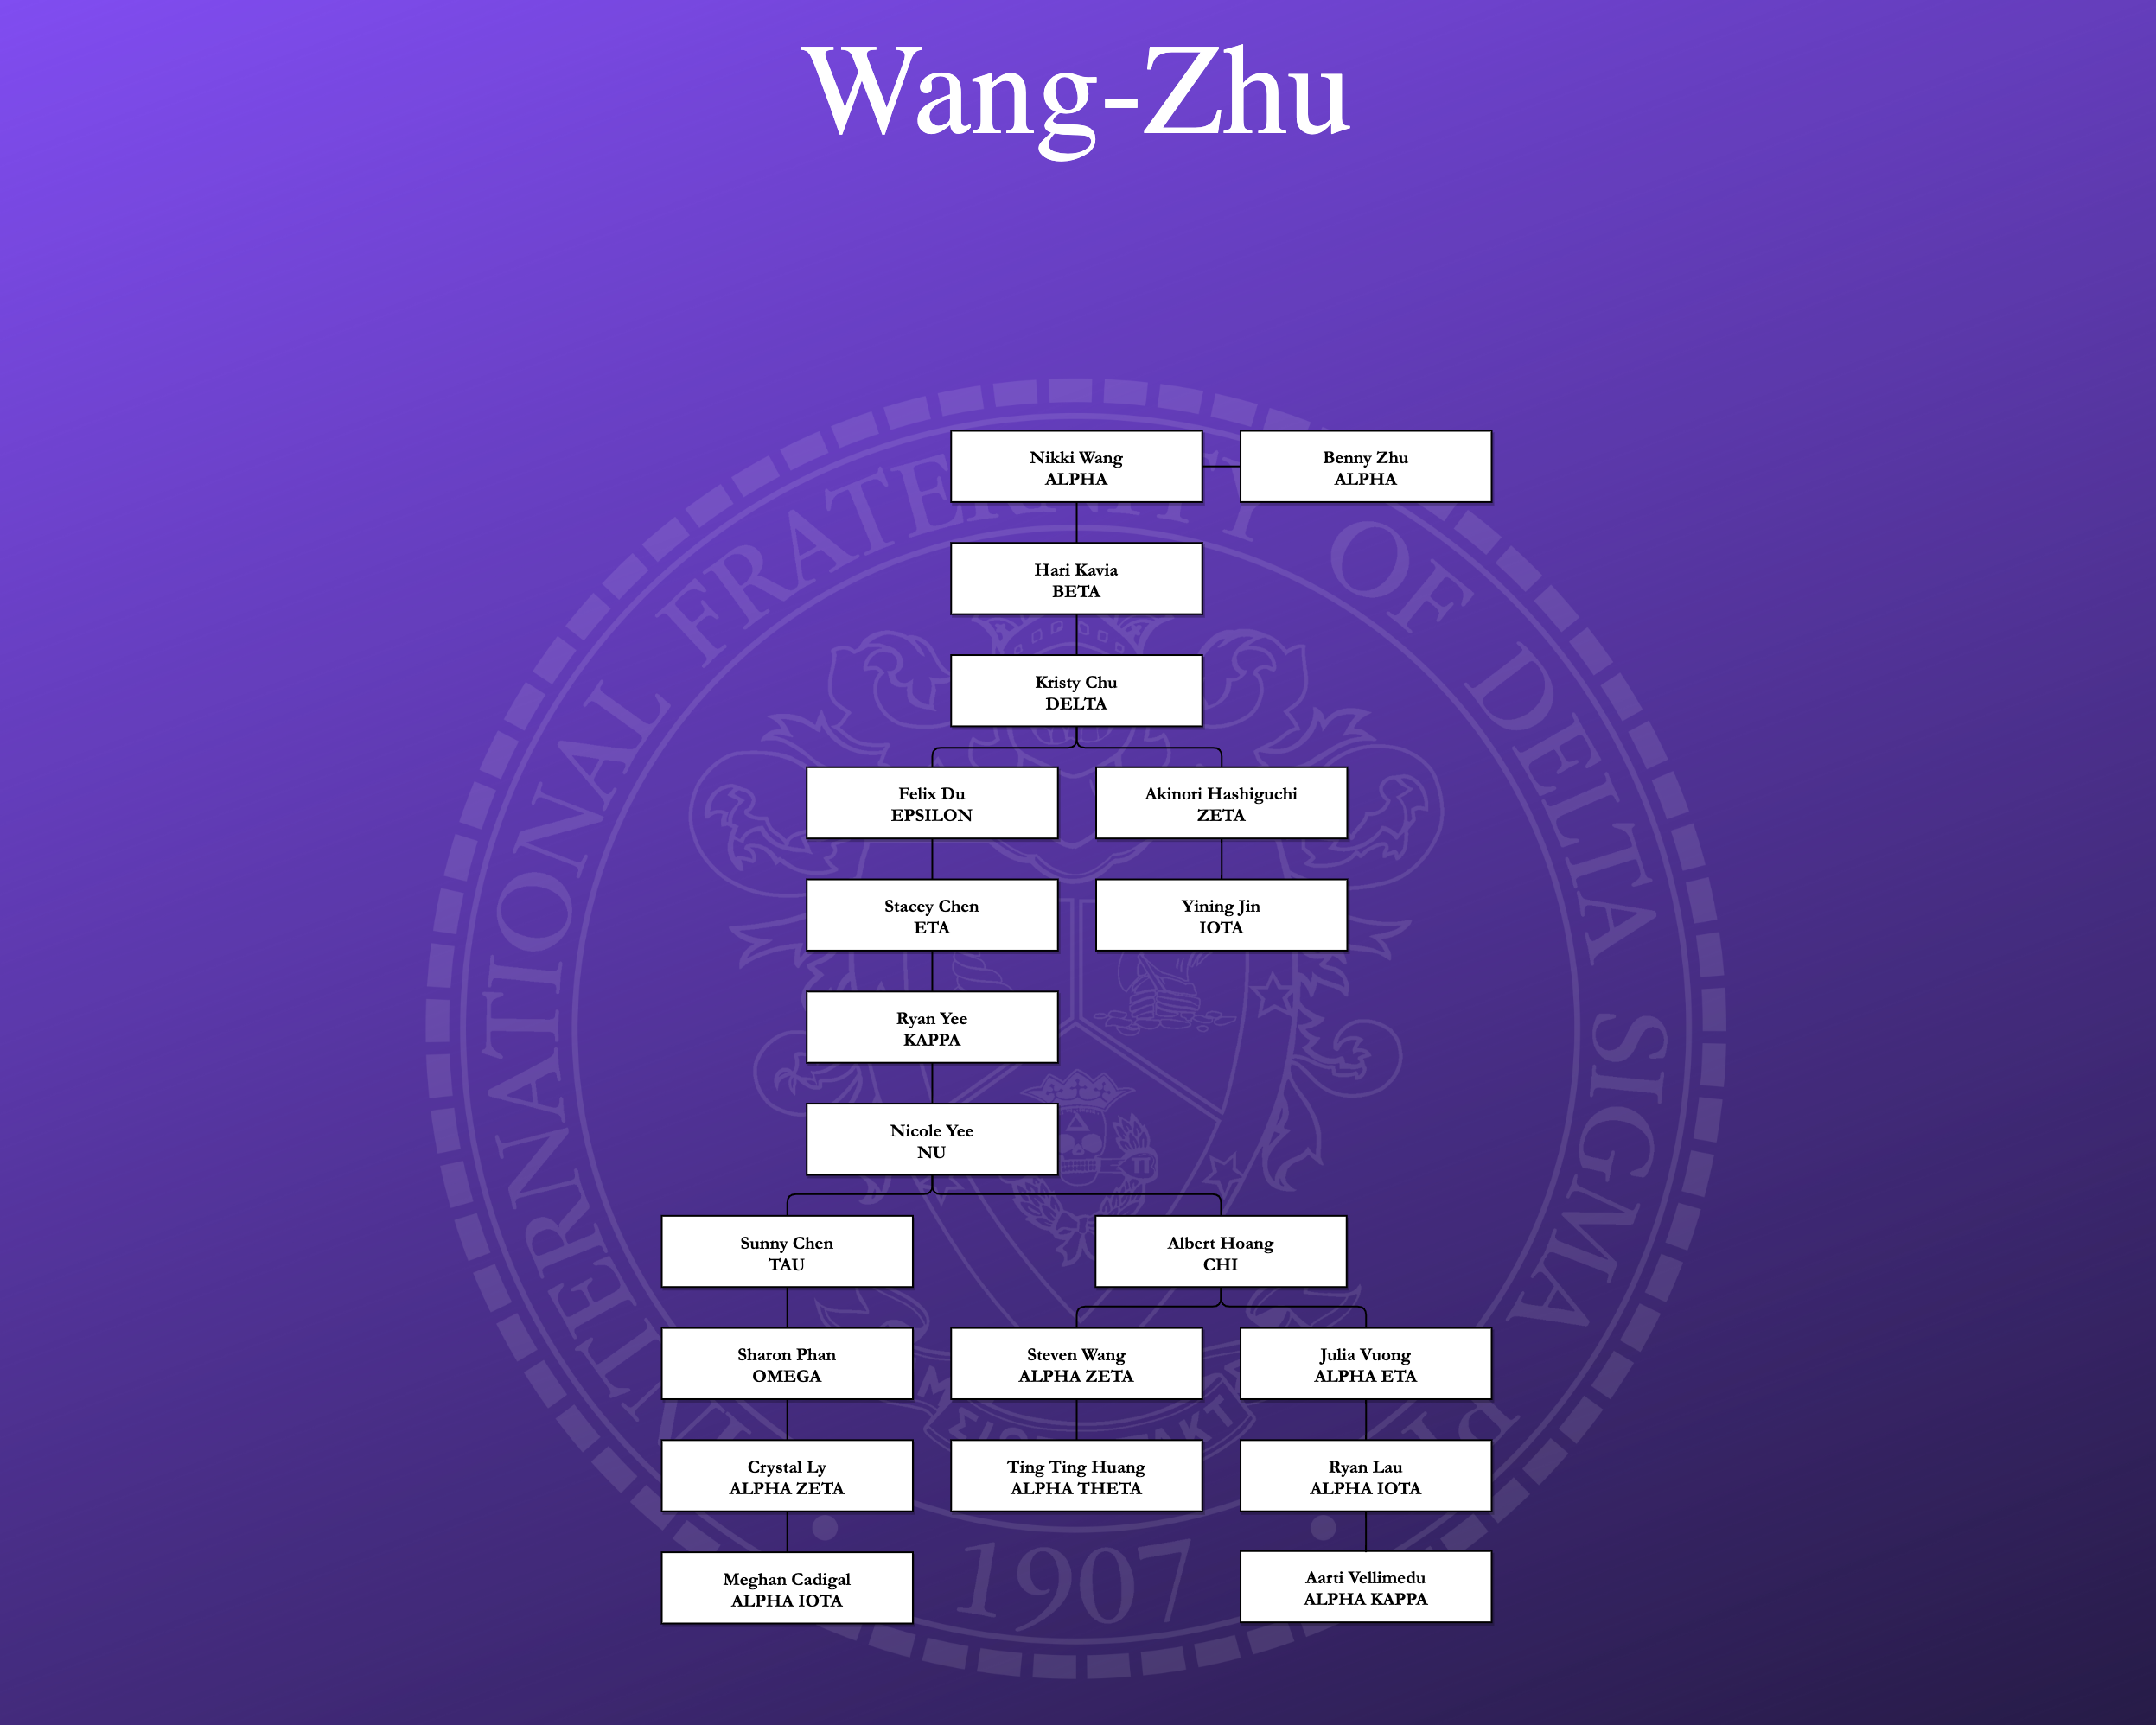 Wang-Zhu
Nikki Wang
ALPHA
Benny Zhu
ALPHA
Hari Kavia
BETA
Kristy Chu
DELTA
Felix Du
EPSILON
Akinori Hashiguchi
ZETA
Stacey Chen
ETA
Yining Jin
IOTA
Ryan Yee
KAPPA
Nicole Yee
NU
Sunny Chen
TAU
Albert Hoang
CHI
Sharon Phan
OMEGA
Steven Wang
ALPHA ZETA
Julia Vuong
ALPHA ETA
Crystal Ly
ALPHA ZETA
Ting Ting Huang
ALPHA THETA
Ryan Lau
ALPHA IOTA
Meghan Cadigal
ALPHA IOTA
Aarti Vellimedu
ALPHA KAPPA
FRATERNITY OF DELTA SIGMA
1907